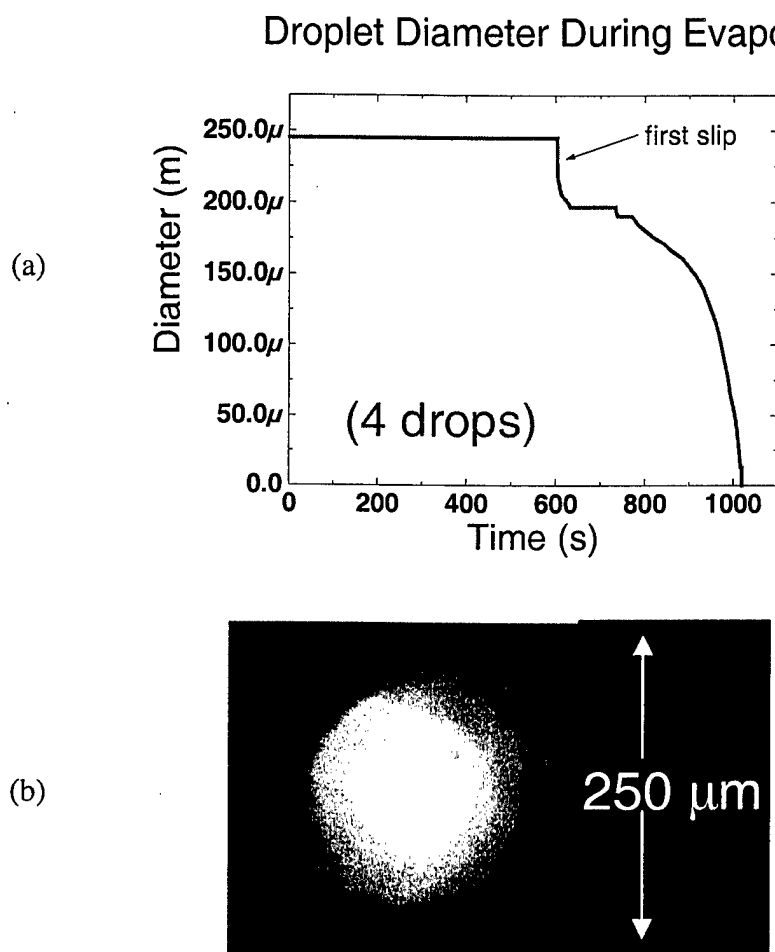 Droplet Diameter During Evapo
(a)
Diameter (m)
250.0μ
200.0μ
150.0μ
100.0μ
50.0μ
0.0
first slip
(4 drops)
0 200 400 600 800 1000
Time (s)
(b)
250 μm